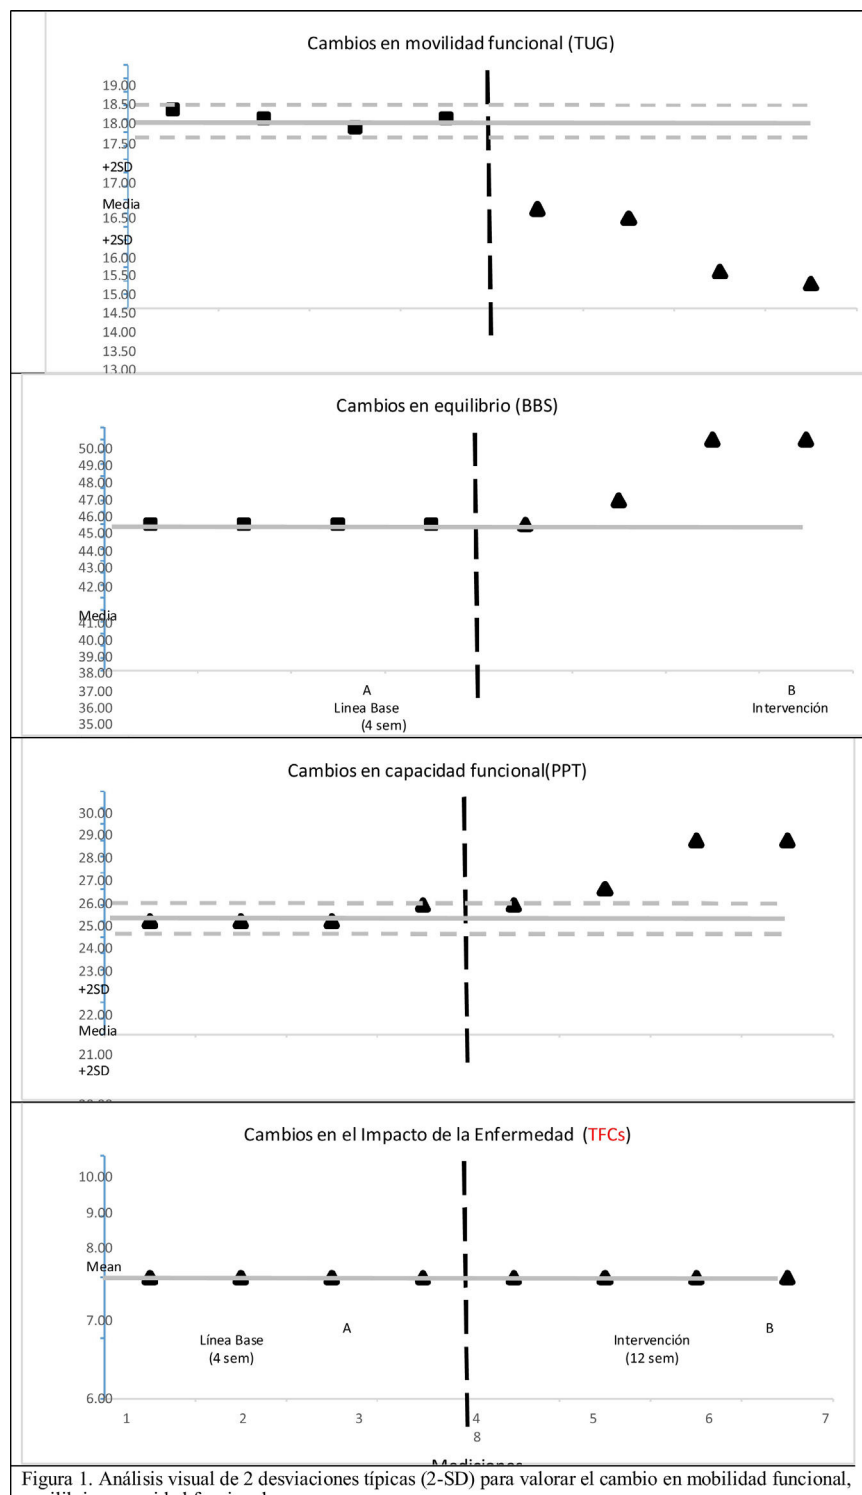 Cambios en movilidad funcional (TUG)
19.00
18.50
18.00
17.50
+2SD
17.00
Media
16.50
+2SD
16.00
15.50
15.00
14.50
14.00
13.50
13.00
Cambios en equilibrio (BBS)
50.00
49.00
48.00
47.00
46.00
45.00
44.00
43.00
42.00
Media
41.00
40.00
39.00
38.00
37.00
36.00
35.00
A
Linea Base
(4 sem)
B
Intervención
Cambios en capacidad funcional(PPT)
30.00
29.00
28.00
27.00
26.00
25.00
24.00
23.00
+2SD
22.00
Media
21.00
+2SD
Cambios en el Impacto de la Enfermedad (TFCs)
10.00
9.00
8.00
Mean
7.00
A
Línea Base
(4 sem)
B
Intervención
(12 sem)
6.00
1 2 3 4 5 6 7
8
Figura 1. Análisis visual de 2 desviaciones típicas (2-SD) para valorar el cambio en mobilidad funcional,